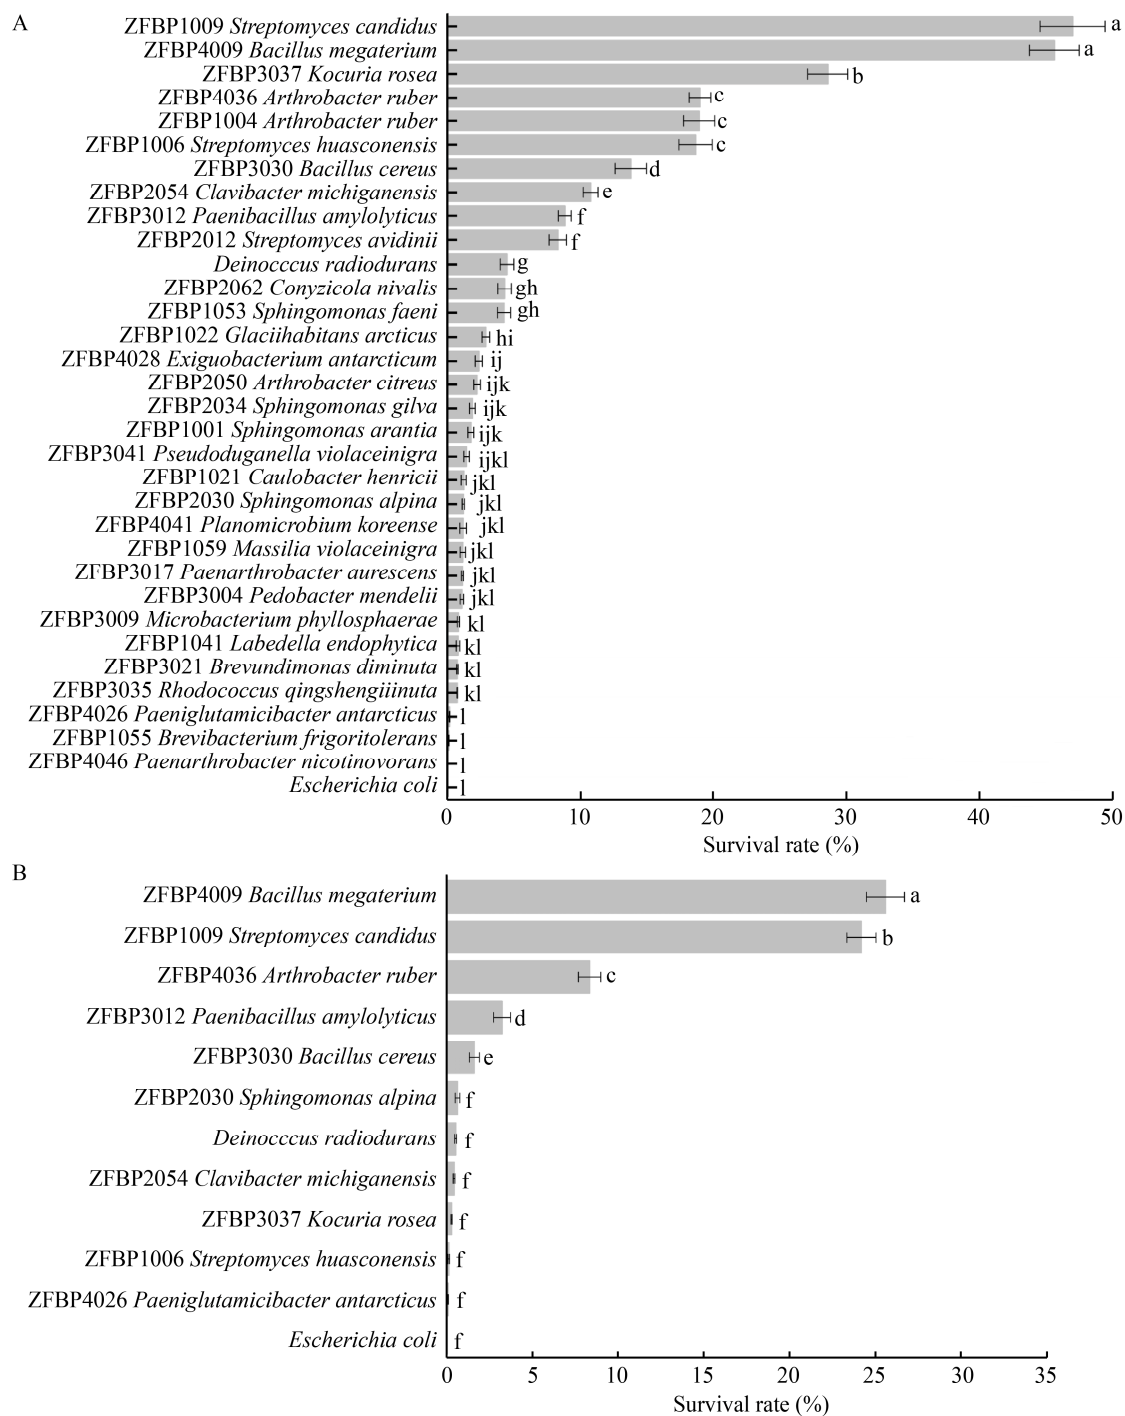 A
ZFBP1009 Streptomyces candidus a
ZFBP4009 Bacillus megaterium a
ZFBP3037 Kocuria rosea b
ZFBP4036 Arthrobacter ruber c
ZFBP1004 Arthrobacter ruber c
ZFBP1006 Streptomyces huasconensis c
ZFBP3030 Bacillus cereus d
ZFBP2054 Clavibacter michiganensis e
ZFBP3012 Paenibacillus amylolyticus f
ZFBP2012 Streptomyces avidinii f
Deinocccus radiodurans g
ZFBP2062 Conyzicola nivalis gh
ZFBP1053 Sphingomonas faeni gh
ZFBP1022 Glaciihabitans arcticus hi
ZFBP4028 Exiguobacterium antarcticum ij
ZFBP2050 Arthrobacter citreus ijk
ZFBP2034 Sphingomonas gilva ijk
ZFBP1001 Sphingomonas arantia ijk
ZFBP3041 Pseudoduganella violaceinigra ijkl
ZFBP1021 Caulobacter henricii jkl
ZFBP2030 Sphingomonas alpina jkl
ZFBP4041 Planomicrobium koreense jkl
ZFBP1059 Massilia violaceinigra jkl
ZFBP3017 Paenarthrobacter aurescens jkl
ZFBP3004 Pedobacter mendelii jkl
ZFBP3009 Microbacterium phyllosphaerae kl
ZFBP1041 Labedella endophytica kl
ZFBP3021 Brevundimonas diminuta kl
ZFBP3035 Rhodococcus qingshengiiinuta kl
ZFBP4026 Paeniglutamicibacter antarcticus l
ZFBP1055 Brevibacterium frigoritolerans l
ZFBP4046 Paenarthrobacter nicotinovorans l
Escherichia coli l
0 10 20 30 40 50
Survival rate (%)
B
ZFBP4009 Bacillus megaterium a
ZFBP1009 Streptomyces candidus b
ZFBP4036 Arthrobacter ruber c
ZFBP3012 Paenibacillus amylolyticus d
ZFBP3030 Bacillus cereus e
ZFBP2030 Sphingomonas alpina f
Deinocccus radiodurans f
ZFBP2054 Clavibacter michiganensis f
ZFBP3037 Kocuria rosea f
ZFBP1006 Streptomyces huasconensis f
ZFBP4026 Paeniglutamicibacter antarcticus f
Escherichia coli f
0 5 10 15 20 25 30 35
Survival rate (%)